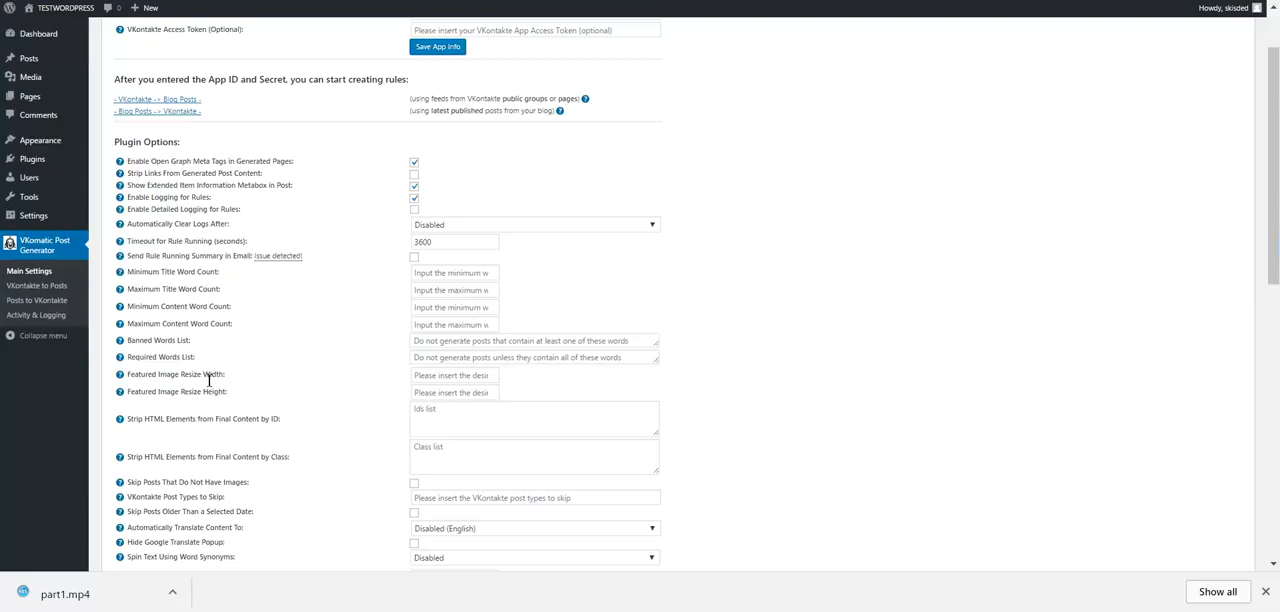 TESTWORDPRESS 0 New Howdy, skisded
Dashboard
Posts
Media
Pages
Comments
Appearance
Plugins
Users
Tools
Settings
VKomatic Post
Generator
Main Settings
VKontakte to Posts
Posts to VKontakte
Activity & Logging
Collapse menu
VKontakte Access Token (Optional): Please insert your VKontakte App Access Token (optional)
Save App Info
After you entered the App ID and Secret, you can start creating rules:
- VKontakte -> Blog Posts - (using feeds from VKontakte public groups or pages)
- Blog Posts -> VKontakte - (using latest published posts from your blog)
Plugin Options:
Enable Open Graph Meta Tags in Generated Pages:
Strip Links From Generated Post Content:
Show Extended Item Information Metabox in Post:
Enable Logging for Rules:
Enable Detailed Logging for Rules:
Automatically Clear Logs After: Disabled
Timeout for Rule Running (seconds): 3600
Send Rule Running Summary in Email: issue detected!
Minimum Title Word Count: Input the minimum w
Maximum Title Word Count: Input the maximum w
Minimum Content Word Count: Input the minimum w
Maximum Content Word Count: Input the maximum w
Banned Words List: Do not generate posts that contain at least one of these words
Required Words List: Do not generate posts unless they contain all of these words
Featured Image Resize Width: Please insert the desi
Featured Image Resize Height: Please insert the desi
Strip HTML Elements from Final Content by ID: Ids list
Strip HTML Elements from Final Content by Class: Class list
Skip Posts That Do Not Have Images:
VKontakte Post Types to Skip: Please insert the VKontakte post types to skip
Skip Posts Older Than a Selected Date:
Automatically Translate Content To: Disabled (English)
Hide Google Translate Popup:
Spin Text Using Word Synonyms: Disabled
part1.mp4 Show all